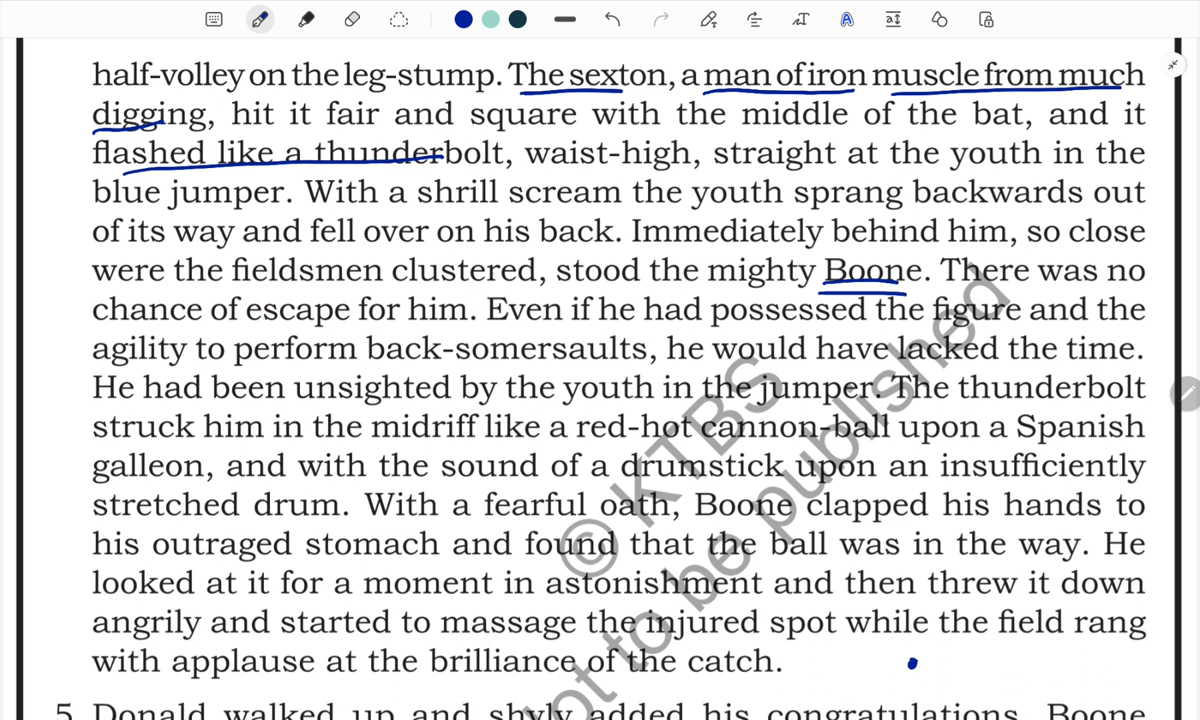 half-volley on the leg-stump. The sexton, a man of iron muscle from much
digging, hit it fair and square with the middle of the bat, and it
flashed like a thunderbolt, waist-high, straight at the youth in the
blue jumper. With a shrill scream the youth sprang backwards out
of its way and fell over on his back. Immediately behind him, so close
were the fieldsmen clustered, stood the mighty Boone. There was no
chance of escape for him. Even if he had possessed the figure and the
agility to perform back-somersaults, he would have lacked the time.
He had been unsighted by the youth in the jumper. The thunderbolt
struck him in the midriff like a red-hot cannon-ball upon a Spanish
galleon, and with the sound of a drumstick upon an insufficiently
stretched drum. With a fearful oath, Boone clapped his hands to
his outraged stomach and found that the ball was in the way. He
looked at it for a moment in astonishment and then threw it down
angrily and started to massage the injured spot while the field rang
with applause at the brilliance of the catch.
5 Donald walked up and shyly added his congratulations. Boone
© KTBS
not to be published